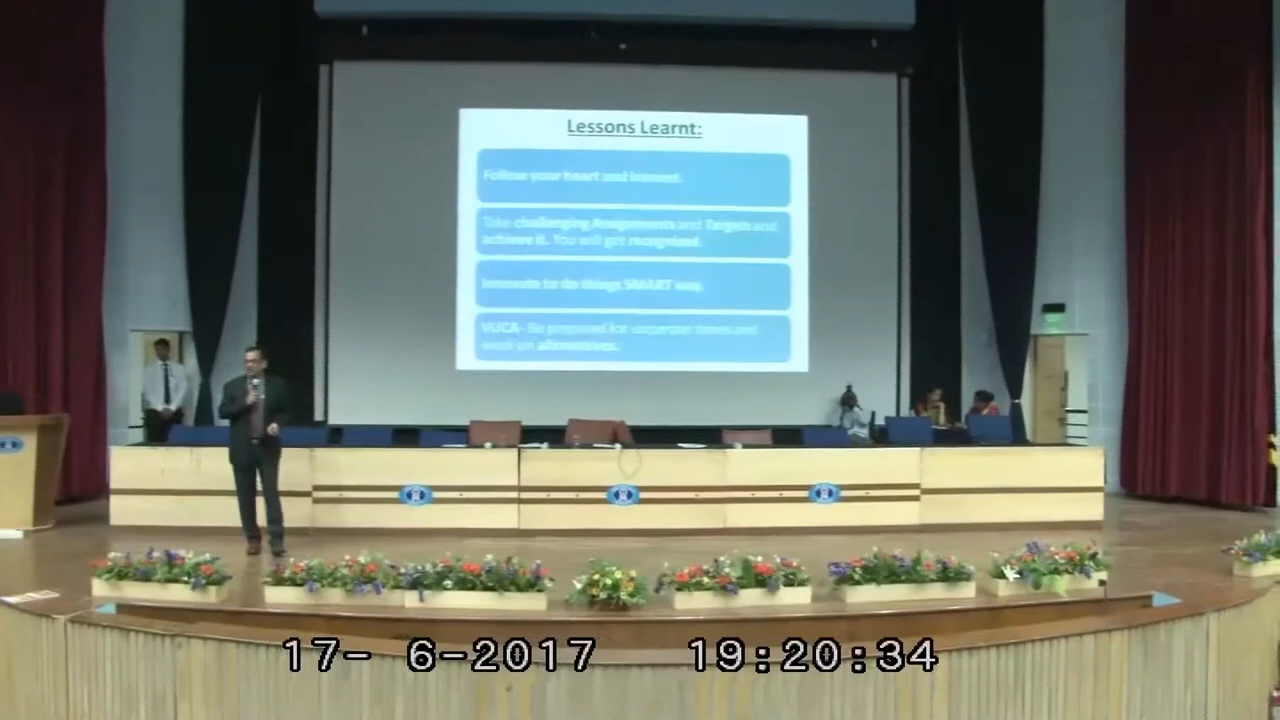 Lessons Learnt:
Follow your heart and interest.
Take challenging Assignments and Targets and
achieve it. You will get recognized.
Innovate to do things SMART way.
VUCA- Be prepared for and
work on alternatives.
17- 6-2017 19:20:34